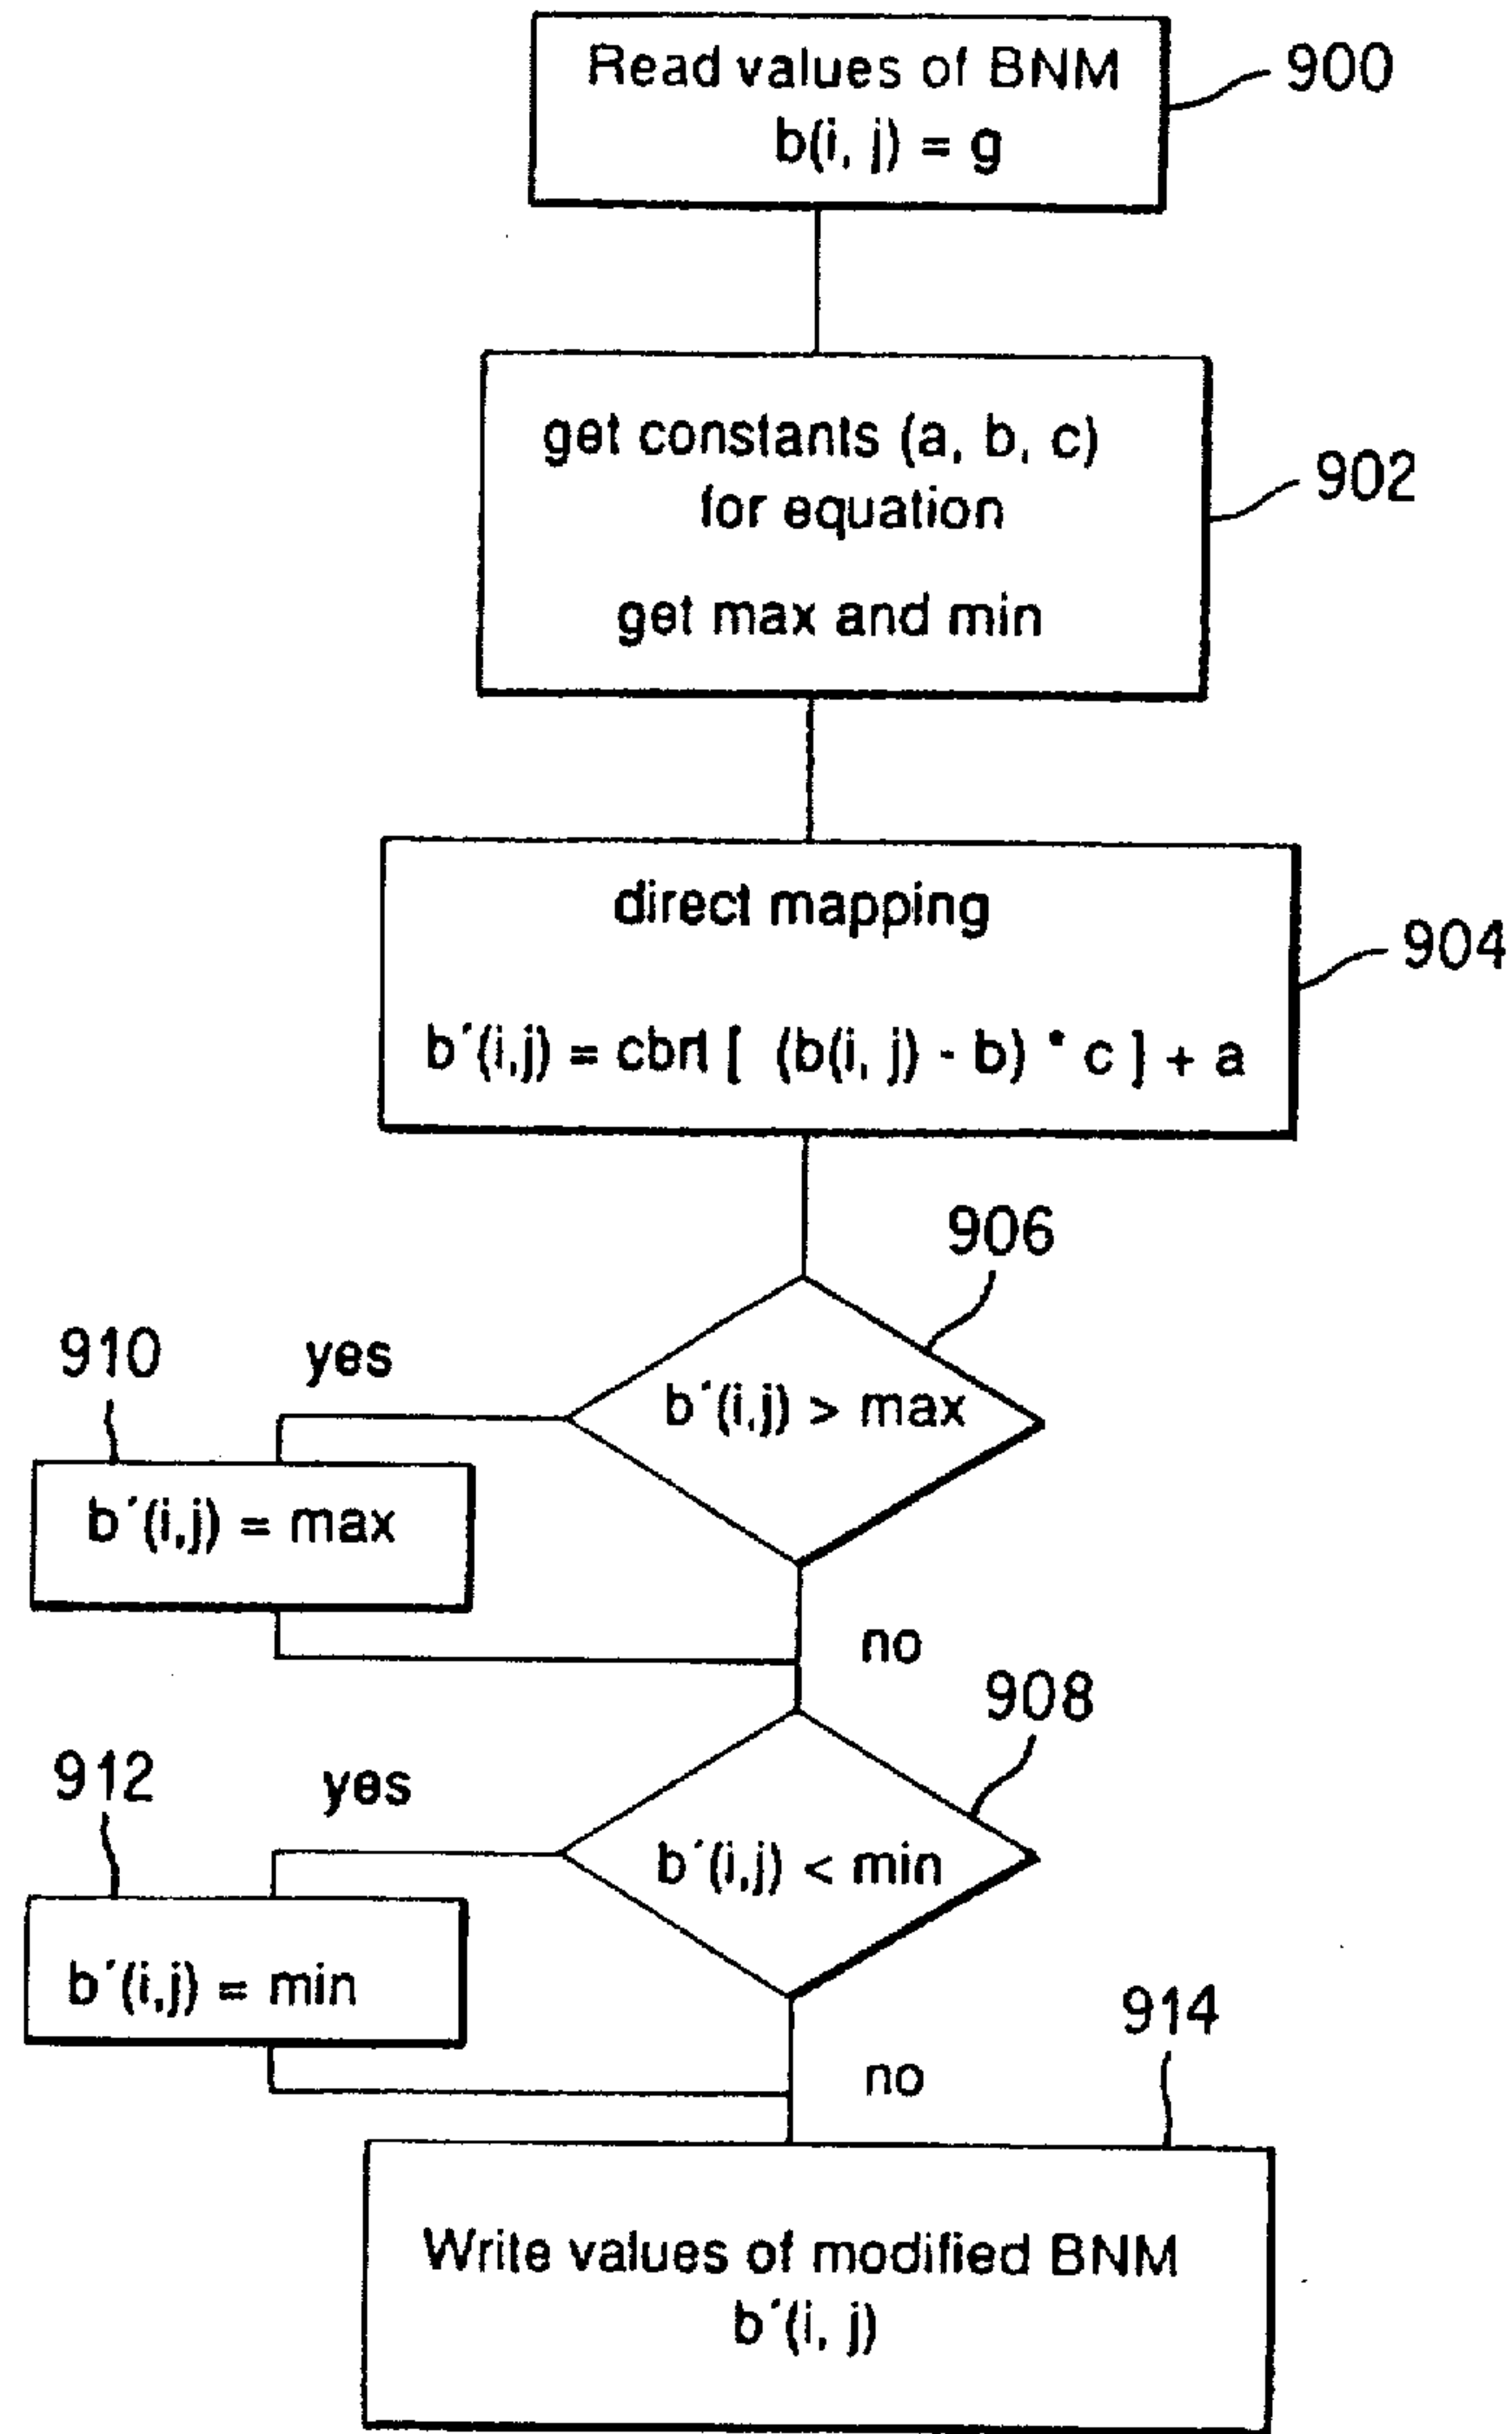 Read values of BNM
b(i, j) = g
900
get constants (a, b, c)
for equation
get max and min
902
direct mapping
b´(i,j) = cbrt [ (b(i, j) - b) * c ] + a
904
906
910
yes
b´(i,j) > max
b´(i,j) = max
no
908
912
yes
b´(i,j) < min
b´(i,j) = min
914
no
Write values of modified BNM
b´(i, j)